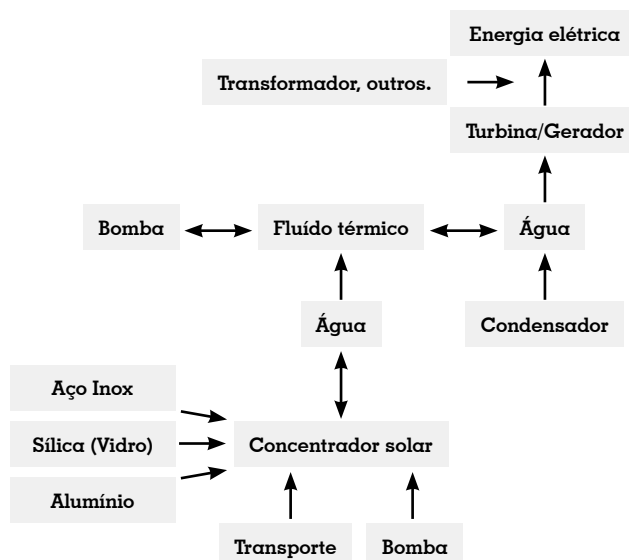 Energia elétrica
Transformador, outros.
Turbina/Gerador
Bomba
Fluído térmico
Água
Água
Condensador
Aço Inox
Sílica (Vidro)
Concentrador solar
Alumínio
Transporte
Bomba